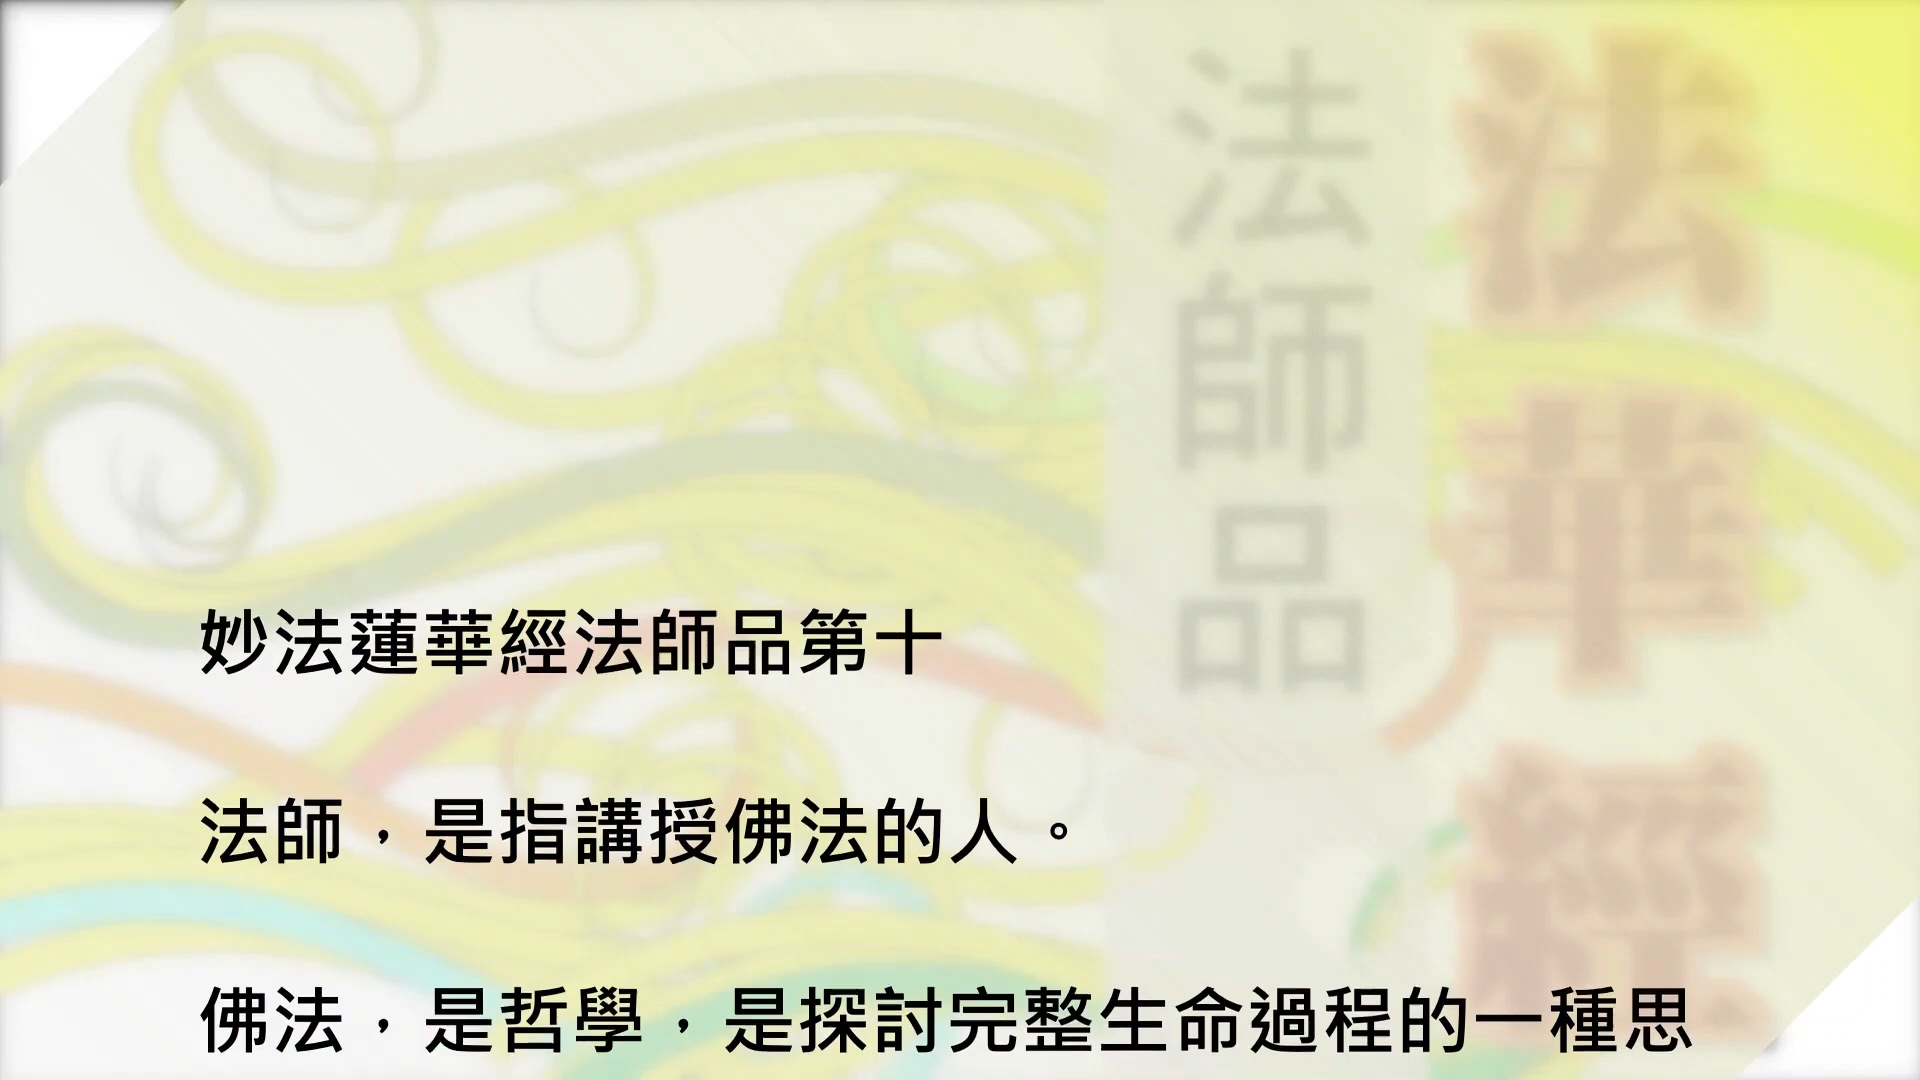 法華經
法師品
妙法蓮華經法師品第十
法師，是指講授佛法的人。
佛法，是哲學，是探討完整生命過程的一種思